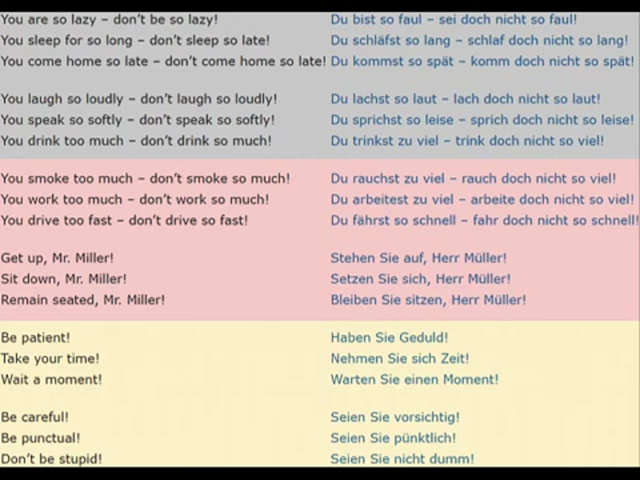 You are so lazy – don't be so lazy! Du bist so faul – sei doch nicht so faul!
You sleep for so long – don't sleep so late! Du schläfst so lang – schlaf doch nicht so lang!
You come home so late – don't come home so late! Du kommst so spät – komm doch nicht so spät!
You laugh so loudly – don't laugh so loudly! Du lachst so laut – lach doch nicht so laut!
You speak so softly – don't speak so softly! Du sprichst so leise – sprich doch nicht so leise!
You drink too much – don't drink so much! Du trinkst zu viel – trink doch nicht so viel!
You smoke too much – don't smoke so much! Du rauchst zu viel – rauch doch nicht so viel!
You work too much – don't work so much! Du arbeitest zu viel – arbeite doch nicht so viel!
You drive too fast – don't drive so fast! Du fährst so schnell – fahr doch nicht so schnell!
Get up, Mr. Miller! Stehen Sie auf, Herr Müller!
Sit down, Mr. Miller! Setzen Sie sich, Herr Müller!
Remain seated, Mr. Miller! Bleiben Sie sitzen, Herr Müller!
Be patient! Haben Sie Geduld!
Take your time! Nehmen Sie sich Zeit!
Wait a moment! Warten Sie einen Moment!
Be careful! Seien Sie vorsichtig!
Be punctual! Seien Sie pünktlich!
Don't be stupid! Seien Sie nicht dumm!